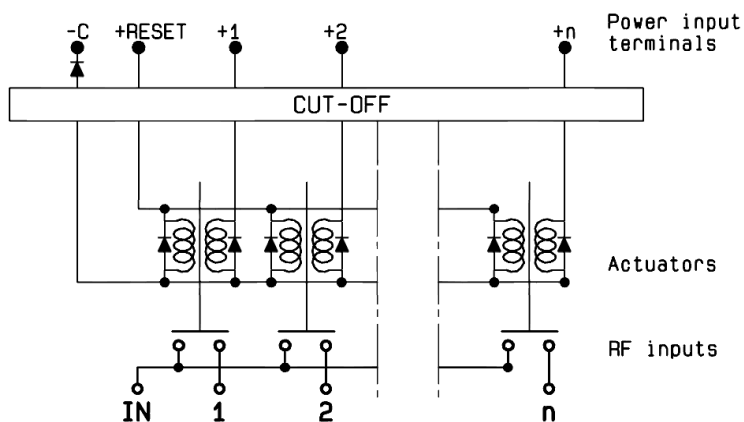 -C +RESET +1 +2 +n
Power input
terminals
CUT-OFF
Actuators
RF inputs
IN 1 2 n